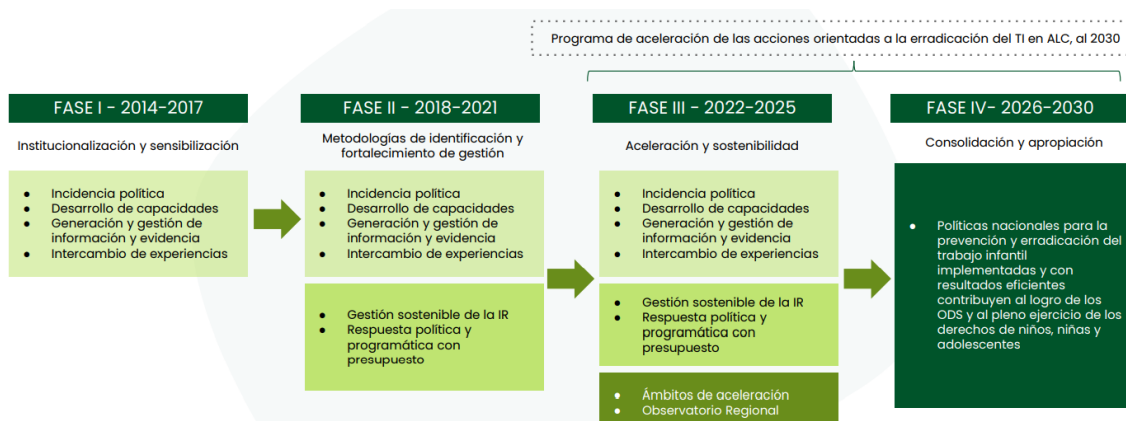 Programa de aceleración de las acciones orientadas a la erradicación del TI en ALC, al 2030
FASE I - 2014-2017
Institucionalización y sensibilización
● Incidencia política
● Desarrollo de capacidades
● Generación y gestión de
información y evidencia
● Intercambio de experiencias
FASE II - 2018-2021
Metodologías de identificación y
fortalecimiento de gestión
● Incidencia política
● Desarrollo de capacidades
● Generación y gestión de
información y evidencia
● Intercambio de experiencias
● Gestión sostenible de la IR
● Respuesta política y
programática con
presupuesto
FASE III - 2022-2025
Aceleración y sostenibilidad
● Incidencia política
● Desarrollo de capacidades
● Generación y gestión de
información y evidencia
● Intercambio de experiencias
● Gestión sostenible de la IR
● Respuesta política y
programática con
presupuesto
● Ámbitos de aceleración
● Observatorio Regional
FASE IV- 2026-2030
Consolidación y apropiación
● Políticas nacionales para la
prevención y erradicación del
trabajo infantil
implementadas y con
resultados eficientes
contribuyen al logro de los
ODS y al pleno ejercicio de los
derechos de niños, niñas y
adolescentes